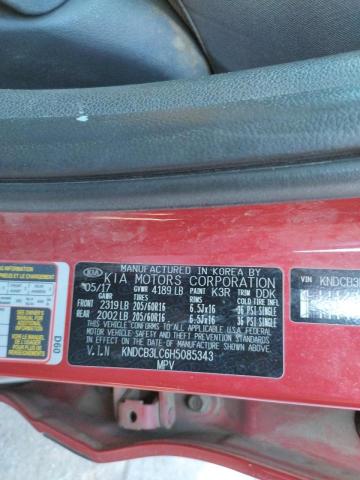 MANUFACTURED IN KOREA BY
KIA KIA MOTORS CORPORATION
05/17 GVWR 4189 LB PAINT K3R TRIM DDK
GAWR TIRES RIMS COLD TIRE INFL
FRONT 2319 LB 205/60R16 6.5Jx16 36 PSI SINGLE
REAR 2002 LB 205/60R16 6.5Jx16 36 PSI SINGLE
THIS VEHICLE CONFORMS TO ALL APPLICABLE U.S. FEDERAL
MOTOR VEHICLE SAFETY AND THEFT PREVENTION STANDARDS
IN EFFECT ON THE DATE OF MANUFACTURE SHOWN ABOVE.
V.I.N KNDCB3LC6H5085343
MPV
D60
VIN KNDCB3